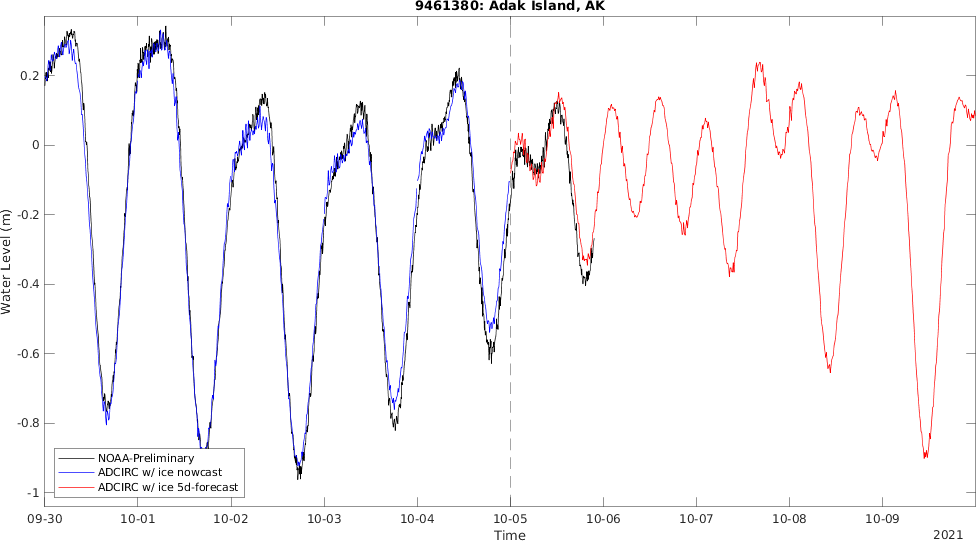 9461380: Adak Island, AK
Water Level (m)
0.2
0
-0.2
-0.4
-0.6
-0.8
-1
NOAA-Preliminary
ADCIRC w/ ice nowcast
ADCIRC w/ ice 5d-forecast
09-30 10-01 10-02 10-03 10-04 10-05 10-06 10-07 10-08 10-09
Time
2021